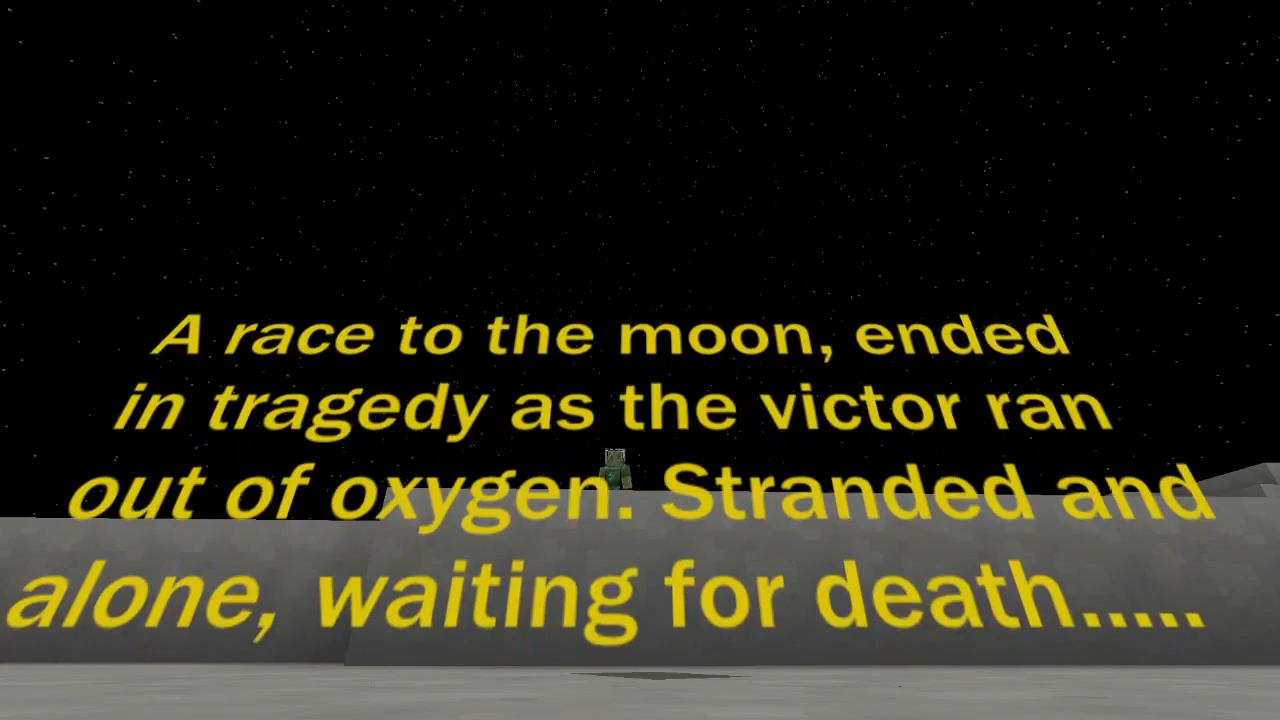 A race to the moon, ended
in tragedy as the victor ran
out of oxygen. Stranded and
alone, waiting for death.....